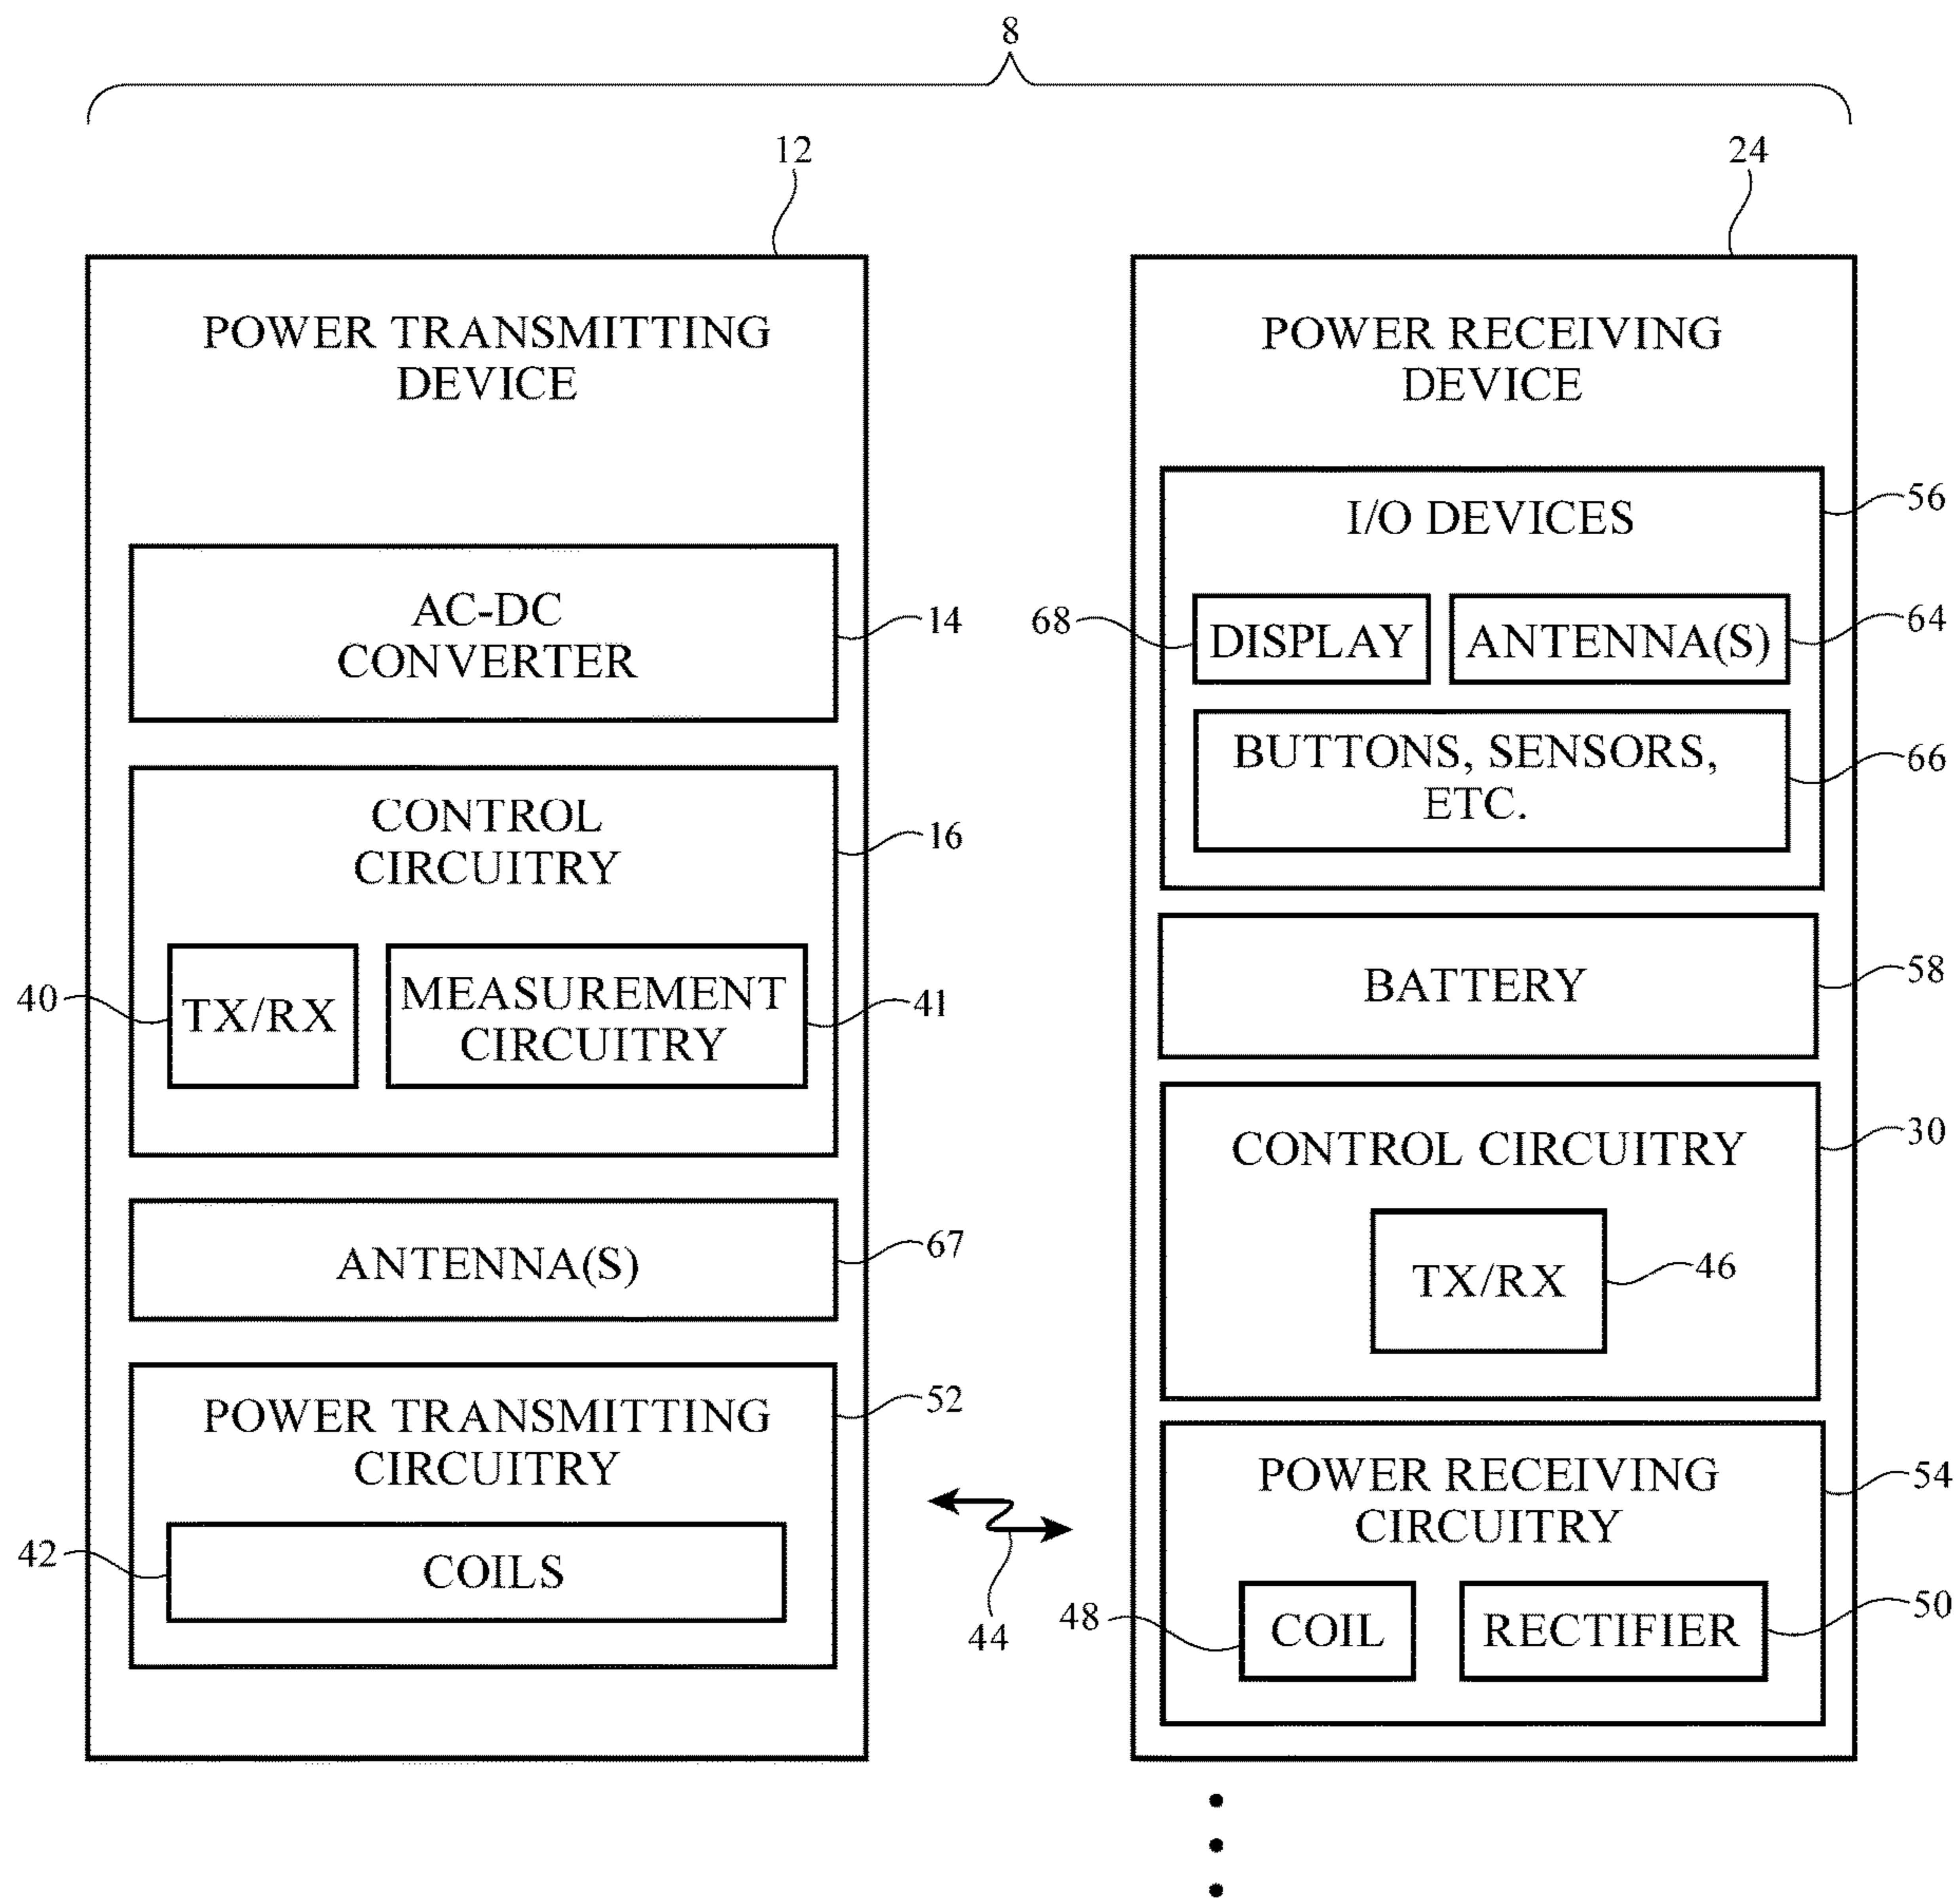 8
12
24
POWER TRANSMITTING
DEVICE
AC-DC
CONVERTER
14
CONTROL
CIRCUITRY
16
40
TX/RX
MEASUREMENT
CIRCUITRY
41
ANTENNA(S)
67
POWER TRANSMITTING
CIRCUITRY
52
42
COILS
44
POWER RECEIVING
DEVICE
I/O DEVICES
56
68
DISPLAY
ANTENNA(S)
64
BUTTONS, SENSORS,
ETC.
66
BATTERY
58
CONTROL CIRCUITRY
30
TX/RX
46
POWER RECEIVING
CIRCUITRY
54
48
COIL
RECTIFIER
50